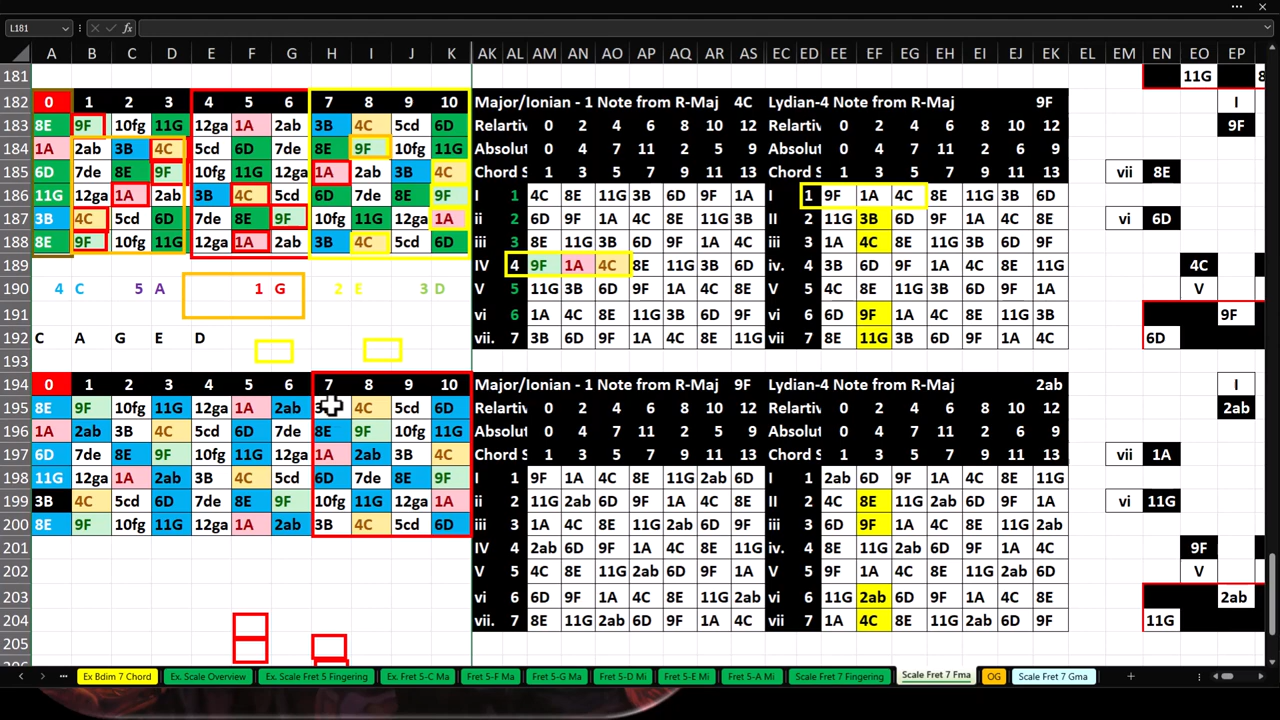 L181 fx
A B C D E F G H I J K AK AL AM AN AO AP AQ AR AS EC ED EE EF EG EH EI EJ EK EL EM EN EO EP
181 11G
182 0 1 2 3 4 5 6 7 8 9 10 Major/Ionian - 1 Note from R-Maj 4C Lydian-4 Note from R-Maj 9F I
183 8E 9F 10fg 11G 12ga 1A 2ab 3B 4C 5cd 6D Relartiv 0 2 4 6 8 10 12 Relartiv 0 2 4 6 8 10 12 9F
184 1A 2ab 3B 4C 5cd 6D 7de 8E 9F 10fg 11G Absolut 0 4 7 11 2 5 9 Absolut 0 4 7 11 2 6 9
185 6D 7de 8E 9F 10fg 11G 12ga 1A 2ab 3B 4C Chord S 1 3 5 7 9 11 13 Chord S 1 3 5 7 9 11 13 vii 8E
186 11G 12ga 1A 2ab 3B 4C 5cd 6D 7de 8E 9F I 1 4C 8E 11G 3B 6D 9F 1A I 1 9F 1A 4C 8E 11G 3B 6D
187 3B 4C 5cd 6D 7de 8E 9F 10fg 11G 12ga 1A ii 2 6D 9F 1A 4C 8E 11G 3B II 2 11G 3B 6D 9F 1A 4C 8E vi 6D
188 8E 9F 10fg 11G 12ga 1A 2ab 3B 4C 5cd 6D iii 3 8E 11G 3B 6D 9F 1A 4C iii 3 1A 4C 8E 11G 3B 6D 9F
189 IV 4 9F 1A 4C 8E 11G 3B 6D iv. 4 3B 6D 9F 1A 4C 8E 11G 4C
190 4 C 5 A 1 G 2 E 3 D V 5 11G 3B 6D 9F 1A 4C 8E V 5 4C 8E 11G 3B 6D 9F 1A V
191 vi 6 1A 4C 8E 11G 3B 6D 9F vi 6 6D 9F 1A 4C 8E 11G 3B 9F
192 C A G E D vii. 7 3B 6D 9F 1A 4C 8E 11G vii 7 8E 11G 3B 6D 9F 1A 4C 6D
193
194 0 1 2 3 4 5 6 7 8 9 10 Major/Ionian - 1 Note from R-Maj 9F Lydian-4 Note from R-Maj 2ab I
195 8E 9F 10fg 11G 12ga 1A 2ab 4C 5cd 6D Relartiv 0 2 4 6 8 10 12 Relartiv 0 2 4 6 8 10 12 2ab
196 1A 2ab 3B 4C 5cd 6D 7de 8E 9F 10fg 11G Absolut 0 4 7 11 2 5 9 Absolut 0 4 7 11 2 6 9
197 6D 7de 8E 9F 10fg 11G 12ga 1A 2ab 3B 4C Chord S 1 3 5 7 9 11 13 Chord S 1 3 5 7 9 11 13 vii 1A
198 11G 12ga 1A 2ab 3B 4C 5cd 6D 7de 8E 9F I 1 9F 1A 4C 8E 11G 2ab 6D I 1 2ab 6D 9F 1A 4C 8E 11G
199 3B 4C 5cd 6D 7de 8E 9F 10fg 11G 12ga 1A ii 2 11G 2ab 6D 9F 1A 4C 8E II 2 4C 8E 11G 2ab 6D 9F 1A vi 11G
200 8E 9F 10fg 11G 12ga 1A 2ab 3B 4C 5cd 6D iii 3 1A 4C 8E 11G 2ab 6D 9F iii 3 6D 9F 1A 4C 8E 11G 2ab
201 IV 4 2ab 6D 9F 1A 4C 8E 11G iv. 4 8E 11G 2ab 6D 9F 1A 4C 9F
202 V 5 4C 8E 11G 2ab 6D 9F 1A V 5 9F 1A 4C 8E 11G 2ab 6D V
203 vi 6 6D 9F 1A 4C 8E 11G 2ab vi 6 11G 2ab 6D 9F 1A 4C 8E 2ab
204 vii. 7 8E 11G 2ab 6D 9F 1A 4C vii 7 1A 4C 8E 11G 2ab 6D 9F 11G
205
Ex Bdim 7 Chord Ex. Scale Overview Ex. Scale Fret 5 Fingering Ex. Fret 5-C Ma Fret 5-F Ma Fret 5-G Ma Fret 5-D Mi Fret 5-E Mi Fret 5-A Mi Scale Fret 7 Fingering Scale Fret 7 Fma OG Scale Fret 7 Gma